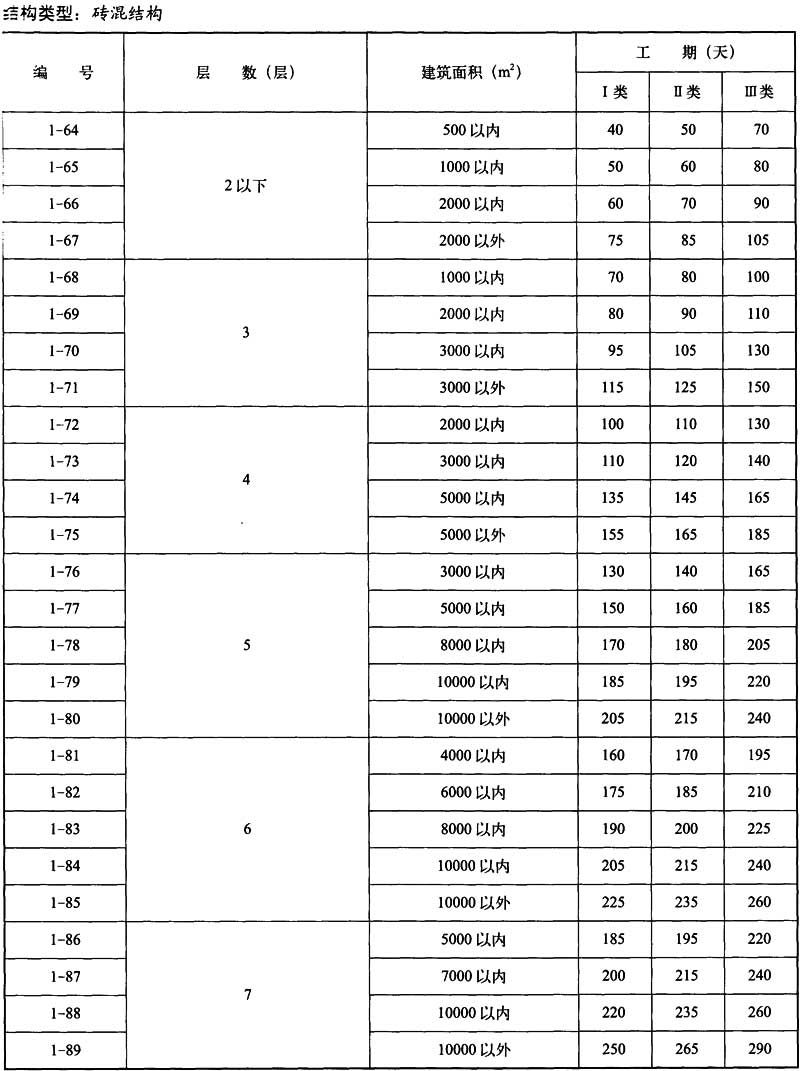 结构类型：砖混结构
编 号 层 数（层） 建筑面积（m²） 工 期（天）
Ⅰ类 Ⅱ类 Ⅲ类
1-64 2以下 500以内 40 50 70
1-65 1000以内 50 60 80
1-66 2000以内 60 70 90
1-67 2000以外 75 85 105
1-68 3 1000以内 70 80 100
1-69 2000以内 80 90 110
1-70 3000以内 95 105 130
1-71 3000以外 115 125 150
1-72 4 2000以内 100 110 130
1-73 3000以内 110 120 140
1-74 5000以内 135 145 165
1-75 5000以外 155 165 185
1-76 5 3000以内 130 140 165
1-77 5000以内 150 160 185
1-78 8000以内 170 180 205
1-79 10000以内 185 195 220
1-80 10000以外 205 215 240
1-81 6 4000以内 160 170 195
1-82 6000以内 175 185 210
1-83 8000以内 190 200 225
1-84 10000以内 205 215 240
1-85 10000以外 225 235 260
1-86 7 5000以内 185 195 220
1-87 7000以内 200 215 240
1-88 10000以内 220 235 260
1-89 10000以外 250 265 290